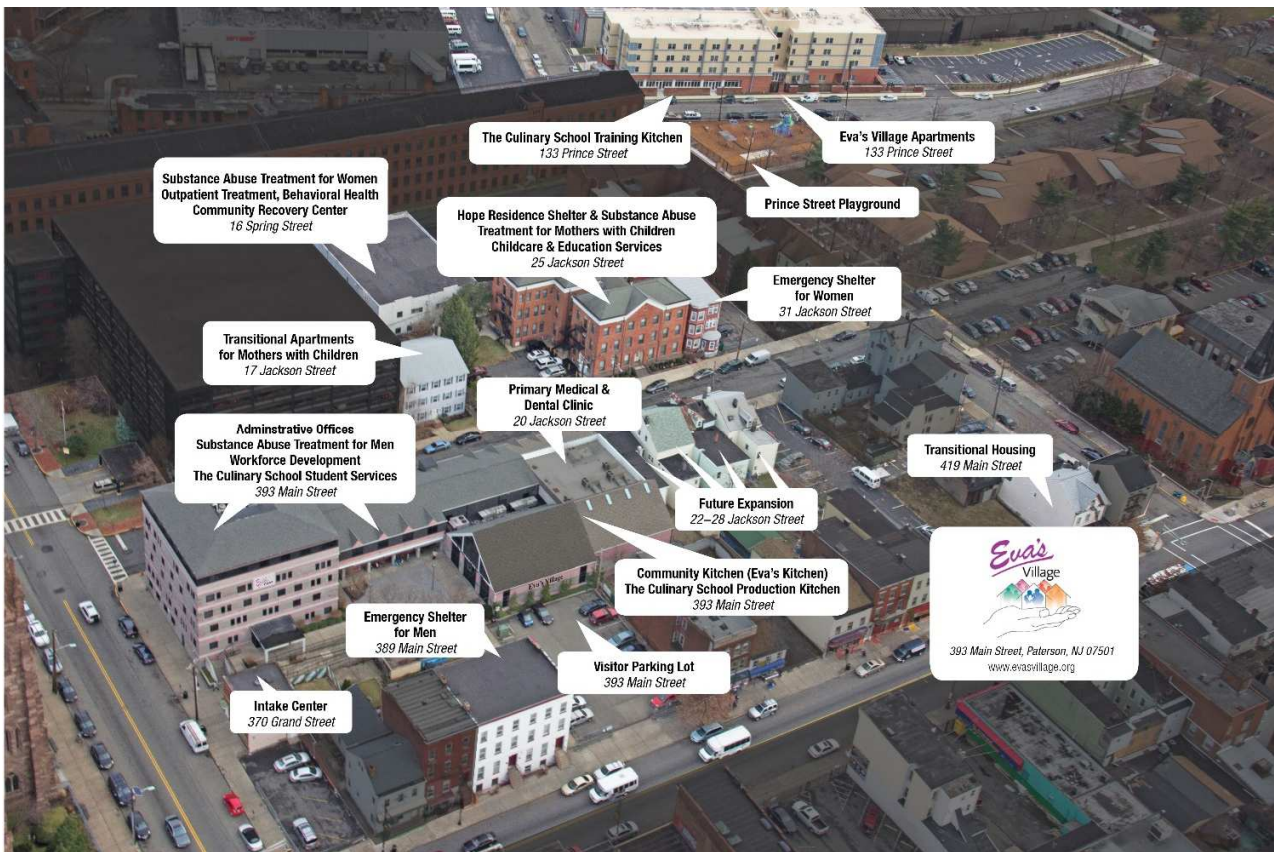 The Culinary School Training Kitchen
133 Prince Street
Eva's Village Apartments
133 Prince Street
Prince Street Playground
Substance Abuse Treatment for Women
Outpatient Treatment, Behavioral Health
Community Recovery Center
16 Spring Street
Hope Residence Shelter & Substance Abuse
Treatment for Mothers with Children
Childcare & Education Services
25 Jackson Street
Emergency Shelter
for Women
31 Jackson Street
Transitional Apartments
for Mothers with Children
17 Jackson Street
Primary Medical &
Dental Clinic
20 Jackson Street
Adminstrative Offices
Substance Abuse Treatment for Men
Workforce Development
The Culinary School Student Services
393 Main Street
Transitional Housing
419 Main Street
Future Expansion
22–28 Jackson Street
Eva's
Village
393 Main Street, Paterson, NJ 07501
www.evasvillage.org
Community Kitchen (Eva's Kitchen)
The Culinary School Production Kitchen
393 Main Street
Eva's Village
Emergency Shelter
for Men
389 Main Street
Visitor Parking Lot
393 Main Street
Intake Center
370 Grand Street